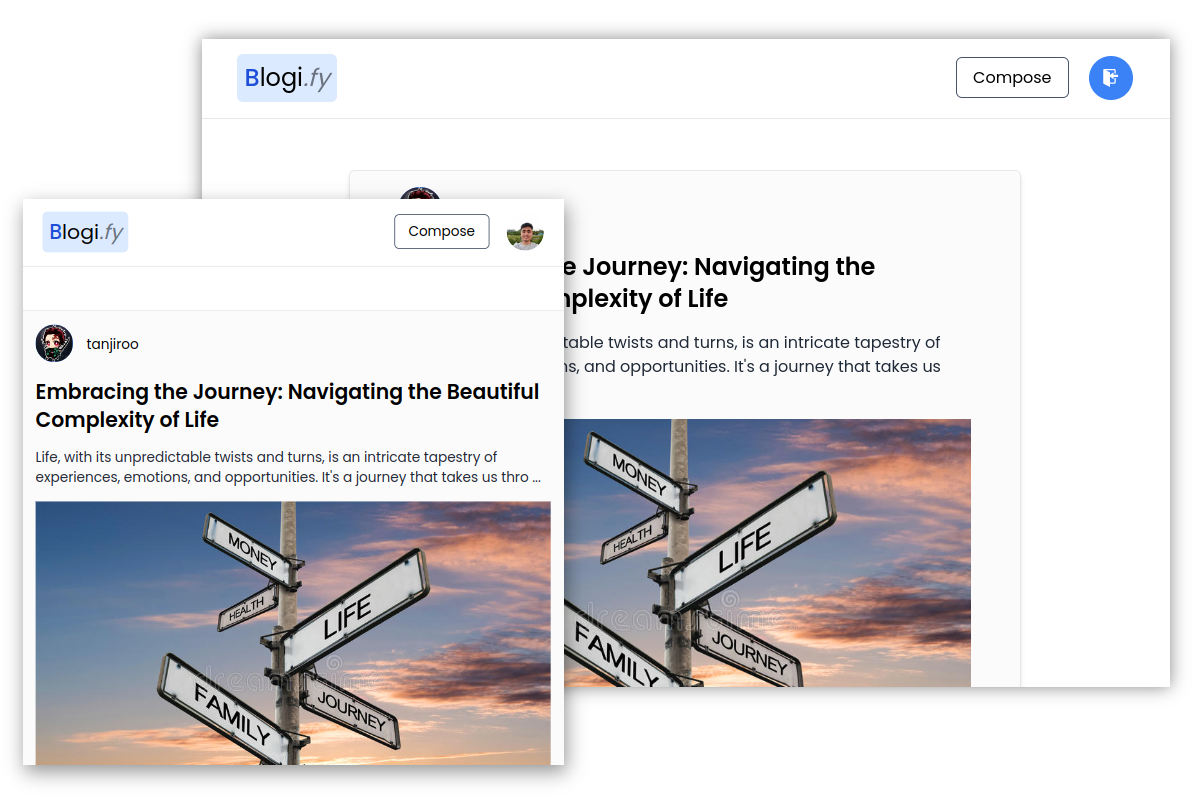 Blogi.fy
Compose
e Journey: Navigating the
nplexity of Life
table twists and turns, is an intricate tapestry of
ns, and opportunities. It's a journey that takes us
MONEY
HEALTH
LIFE
FAMILY
JOURNEY
Blogi.fy
Compose
tanjiroo
Embracing the Journey: Navigating the Beautiful
Complexity of Life
Life, with its unpredictable twists and turns, is an intricate tapestry of
experiences, emotions, and opportunities. It's a journey that takes us thro ...
MONEY
HEALTH
LIFE
dreamstime
FAMILY
JOURNEY